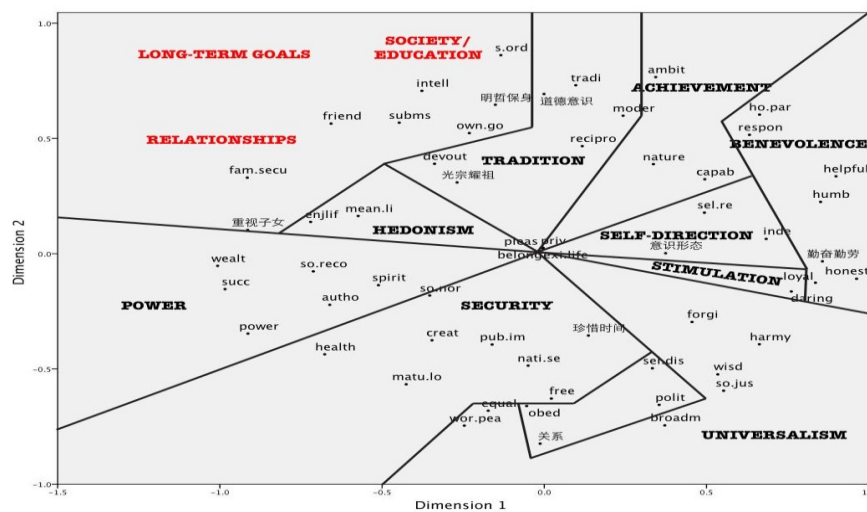 1.0
SOCIETY/
EDUCATION
LONG-TERM GOALS
s.ord
ambit
intell
tradi
ACHIEVEMENT
明哲保身
道德意识
moder
ho.par
friend
subms
own.go
respon
0.5
RELATIONSHIPS
recipro
BENEVOLENCE
devout
TRADITION
fam.secu
光宗耀祖
nature
capab
helpful
mean.li
sel.re
humb
重视子女
enjlif
HEDONISM
SELF-DIRECTION
inde
pleas
priv
意识形态
0.0
belong
exi.life
wealt
so.reco
STIMULATION
勤奋勤劳
succ
spirit
loyal
honest
POWER
autho
so.nor
SECURITY
daring
power
珍惜时间
forgi
health
creat
pub.im
harmy
nati.se
sel.dis
wisd
-0.5
matu.lo
free
so.jus
equal
obed
polit
wor.pea
broadm
关系
UNIVERSALISM
-1.0
-1.5
-1.0
-0.5
0.0
0.5
Dimension 1
Dimension 2